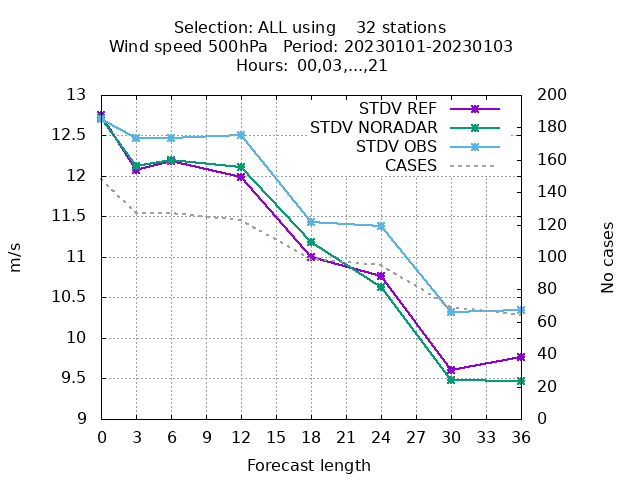 Selection: ALL using    32 stations
Wind speed 500hPa   Period: 20230101-20230103
Hours:  00,03,...,21
STDV REF
STDV NORADAR
STDV OBS
CASES
13
12.5
12
11.5
11
10.5
10
9.5
9
200
180
160
140
120
100
80
60
40
20
0
m/s
No cases
0 3 6 9 12 15 18 21 24 27 30 33 36
Forecast length